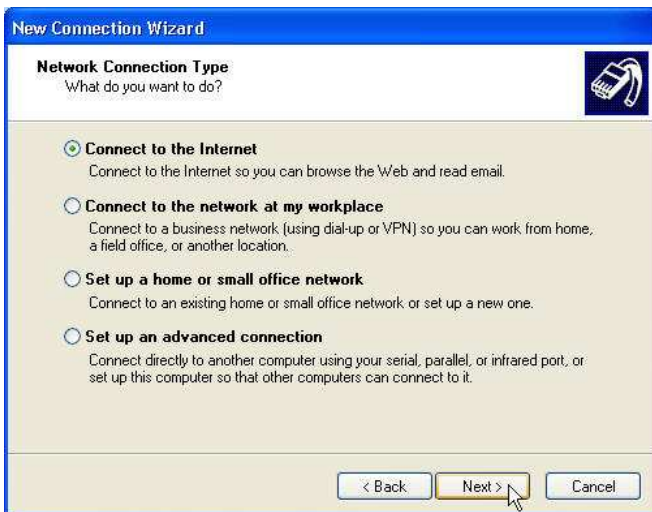 New Connection Wizard
Network Connection Type
What do you want to do?
Connect to the Internet
Connect to the Internet so you can browse the Web and read email.
Connect to the network at my workplace
Connect to a business network (using dial-up or VPN) so you can work from home,
a field office, or another location.
Set up a home or small office network
Connect to an existing home or small office network or set up a new one.
Set up an advanced connection
Connect directly to another computer using your serial, parallel, or infrared port, or
set up this computer so that other computers can connect to it.
< Back Next > Cancel